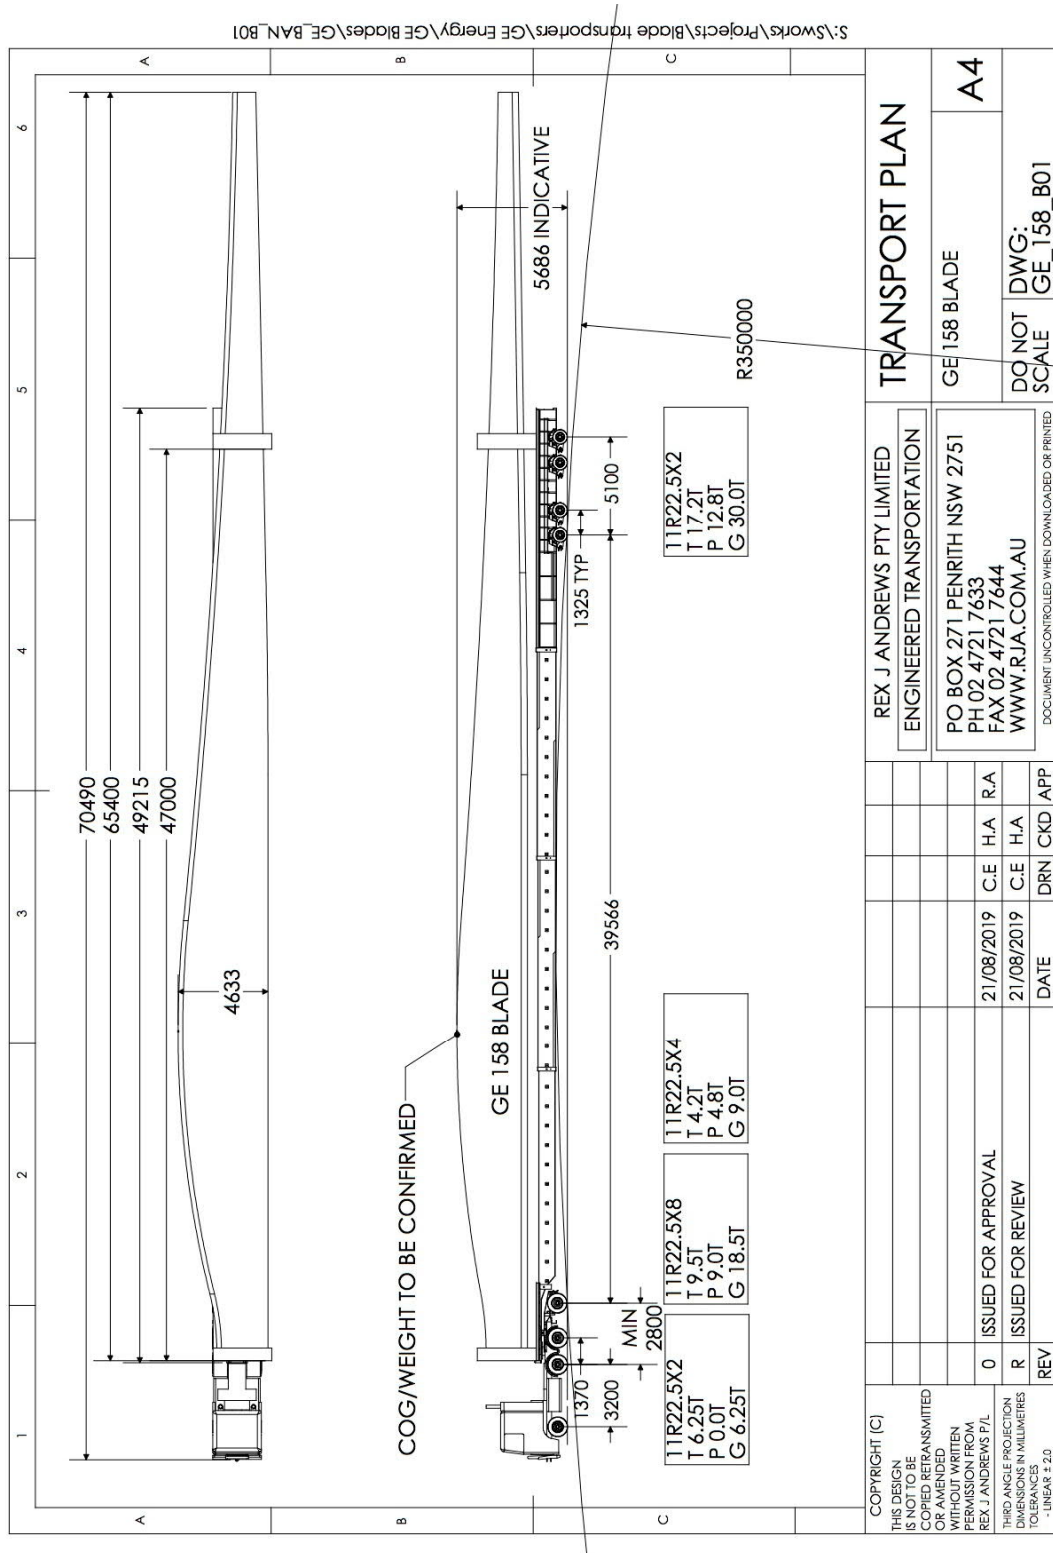 S:\Sworks\Projects\Blade transporters\GE Energy\GE Blades\GE_BAN_B01
1
2
3
4
5
6
A
B
C
A
B
C
70490
65400
49215
47000
4633
COG/WEIGHT TO BE CONFIRMED
GE 158 BLADE
5686 INDICATIVE
R350000
1370
3200
MIN
2800
39566
1325 TYP
5100
11R22.5X2
T 6.25T
P 0.0T
G 6.25T
11R22.5X8
T 9.5T
P 9.0T
G 18.5T
11R22.5X4
T 4.2T
P 4.8T
G 9.0T
11R22.5X2
T 17.2T
P 12.8T
G 30.0T
COPYRIGHT (C)
THIS DESIGN
IS NOT TO BE
COPIED RETRANSMITTED
OR AMENDED
WITHOUT WRITTEN
PERMISSION FROM
REX J ANDREWS P/L
THIRD ANGLE PROJECTION
DIMENSIONS IN MILLIMETRES
TOLERANCES
- LINEAR ± 2.0
0 ISSUED FOR APPROVAL 21/08/2019 C.E H.A R.A
R ISSUED FOR REVIEW 21/08/2019 C.E H.A
REV DATE DRN CKD APP
REX J ANDREWS PTY LIMITED
ENGINEERED TRANSPORTATION
PO BOX 271 PENRITH NSW 2751
PH 02 4721 7633
FAX 02 4721 7644
WWW.RJA.COM.AU
DOCUMENT UNCONTROLLED WHEN DOWNLOADED OR PRINTED
TRANSPORT PLAN
GE 158 BLADE
A4
DO NOT
SCALE
DWG:
GE_158_B01